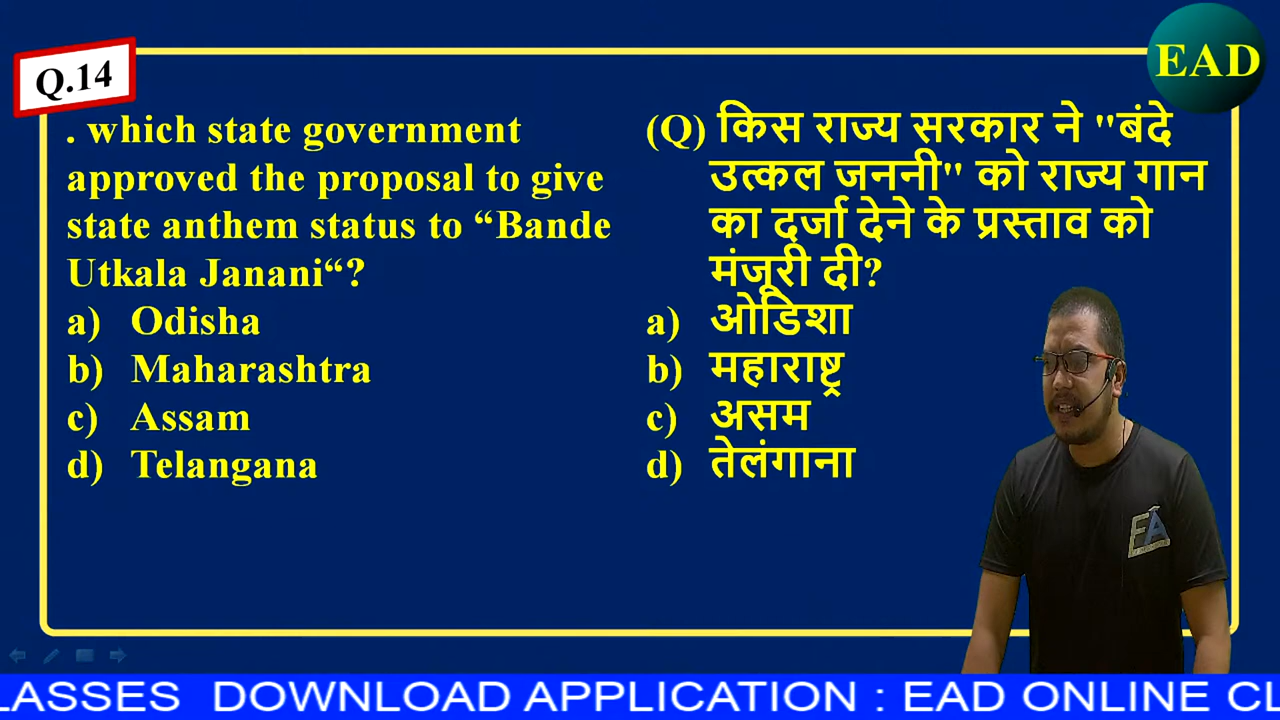 Q.14
EAD
. which state government
approved the proposal to give
state anthem status to “Bande
Utkala Janani“?
a) Odisha
b) Maharashtra
c) Assam
d) Telangana
(Q) किस राज्य सरकार ने "बंदे
उत्कल जननी" को राज्य गान
का दर्जा देने के प्रस्ताव को
मंजूरी दी?
a) ओडिशा
b) महाराष्ट्र
c) असम
d) तेलंगाना
EA
LASSES DOWNLOAD APPLICATION : EAD ONLINE CL